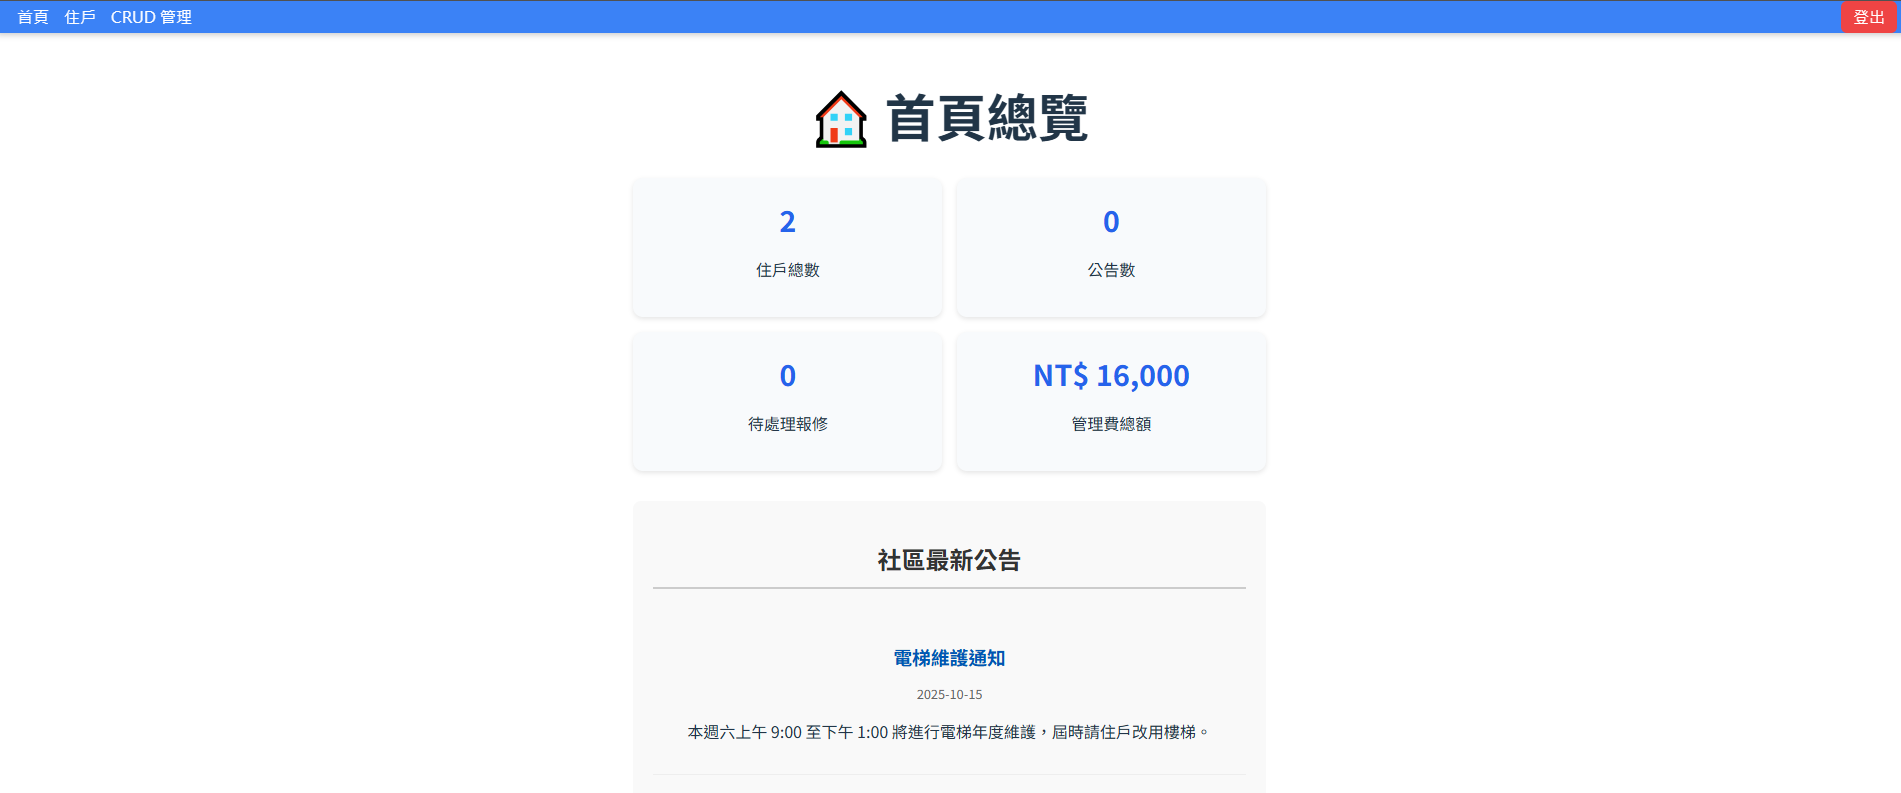 首頁 住戶 CRUD 管理 登出
首頁總覽
2
住戶總數
0
公告數
0
待處理報修
NT$ 16,000
管理費總額
社區最新公告
電梯維護通知
2025-10-15
本週六上午 9:00 至下午 1:00 將進行電梯年度維護，屆時請住戶改用樓梯。